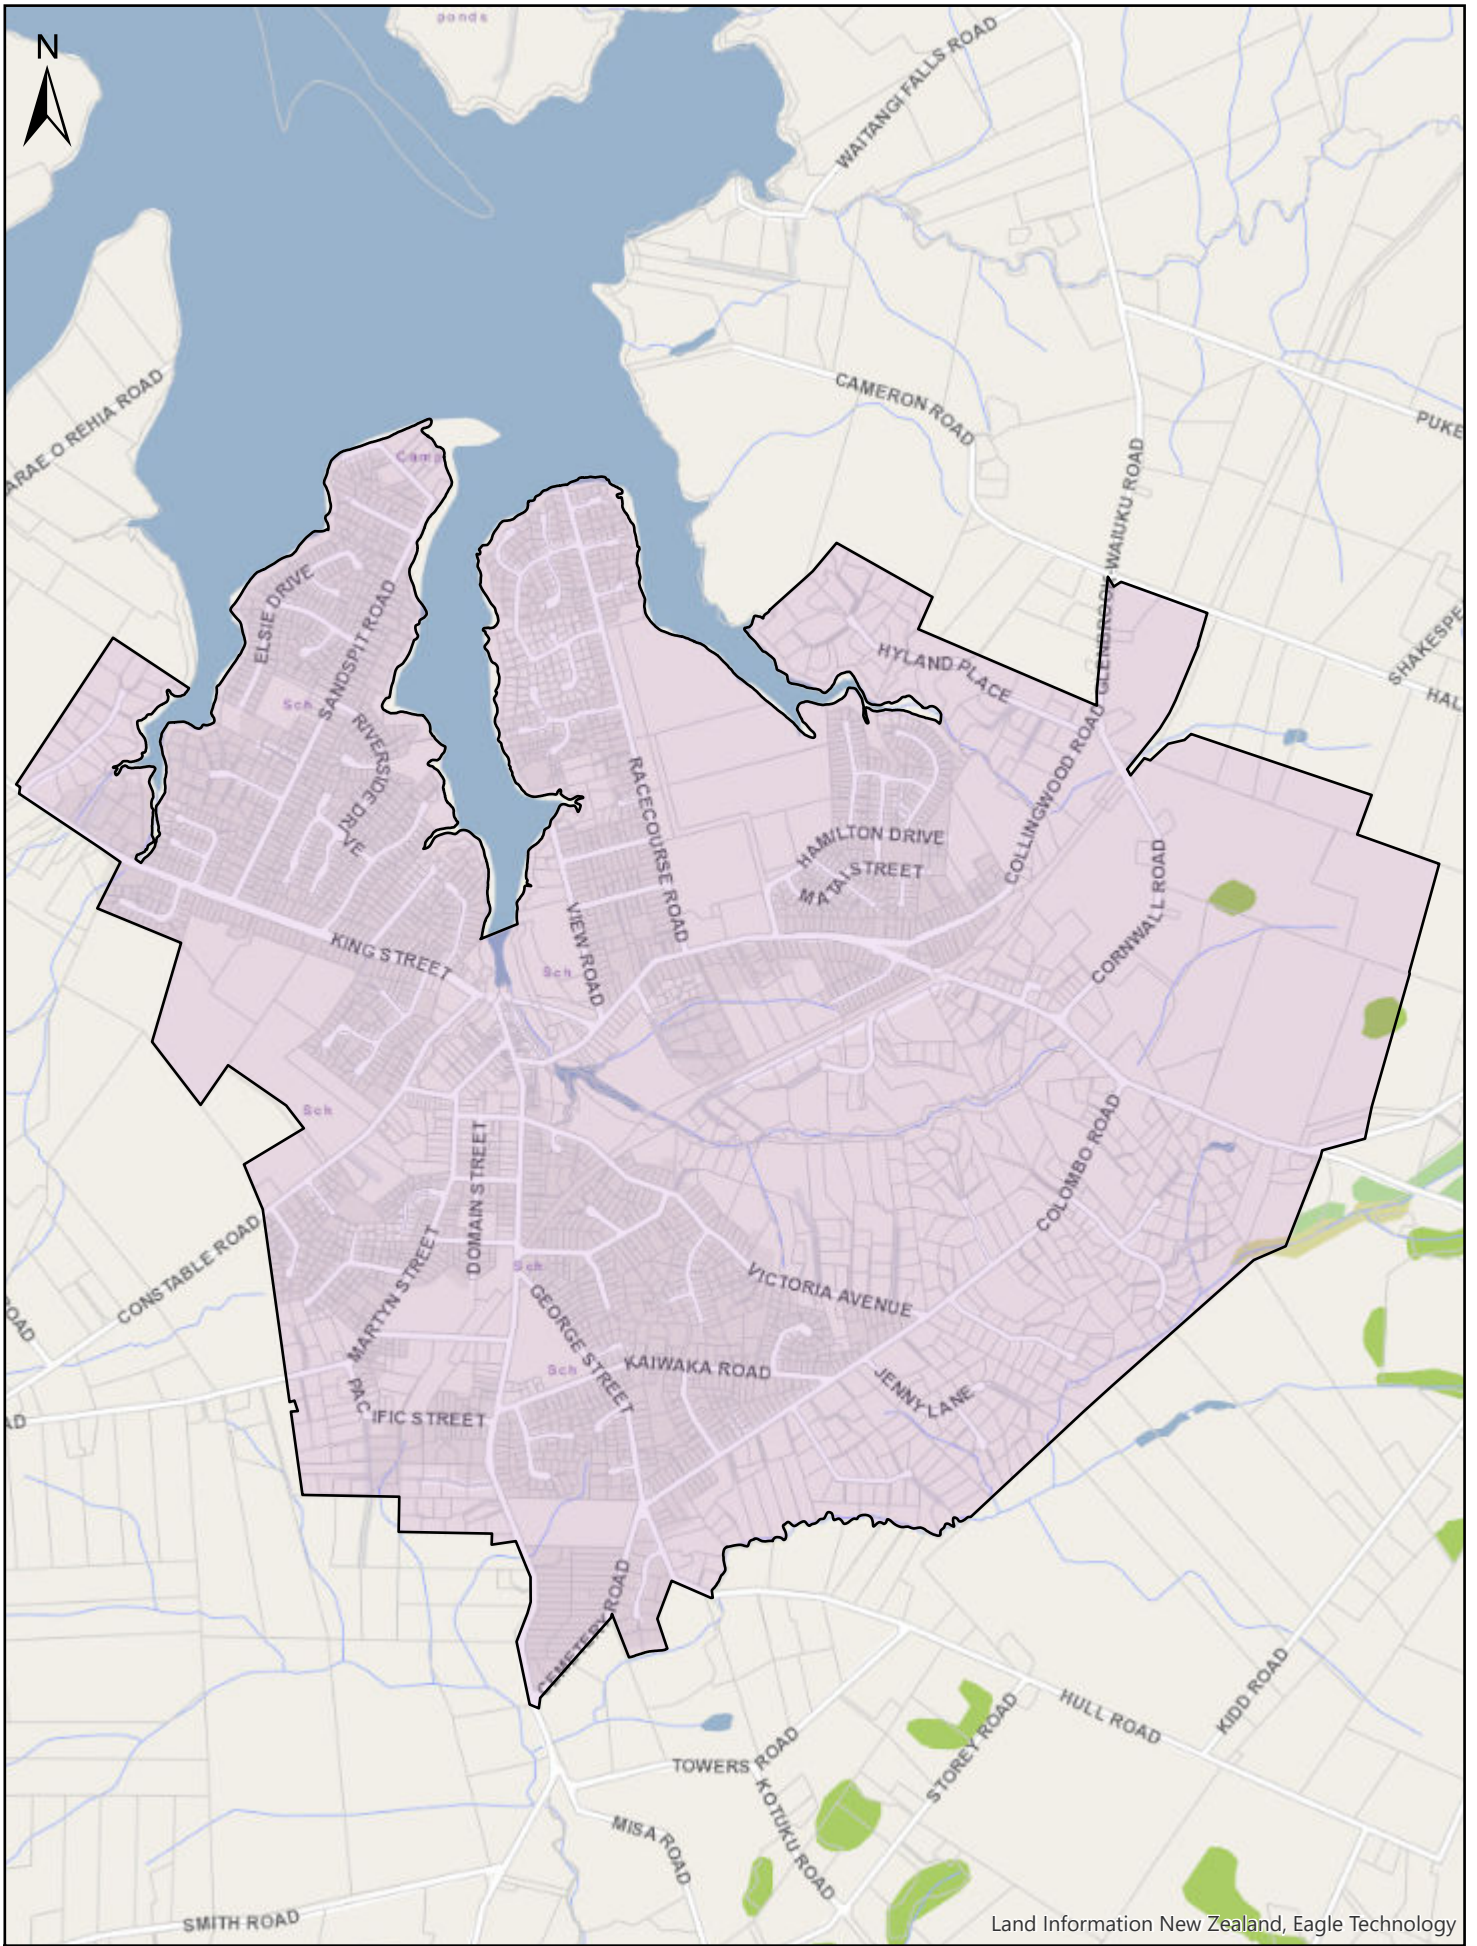 ponds
N
WAITANGI FALLS ROAD
CAMERON ROAD
ARAE O REHIA ROAD
PUKE
GLENBROOK-WAIUKU ROAD
Camp
ELSIE DRIVE
SANDSPIT ROAD
HYLAND PLACE
SHAKESPE
HAL
Sch
RIVERSIDE DRIVE
RACECOURSE ROAD
COLLINGWOOD ROAD
HAMILTON DRIVE
MATAI STREET
CORNWALL ROAD
KING STREET
VIEW ROAD
Sch
Sch
COLOMBO ROAD
DOMAIN STREET
CONSTABLE ROAD
ROAD
MARTYN STREET
Sch
GEORGE STREET
VICTORIA AVENUE
KAIWAKA ROAD
Sch
JENNY LANE
PACIFIC STREET
AD
CEMETERY ROAD
HULL ROAD
KIDD ROAD
TOWERS ROAD
STOREY ROAD
KOTUKU ROAD
MISA ROAD
SMITH ROAD
Land Information New Zealand, Eagle Technology